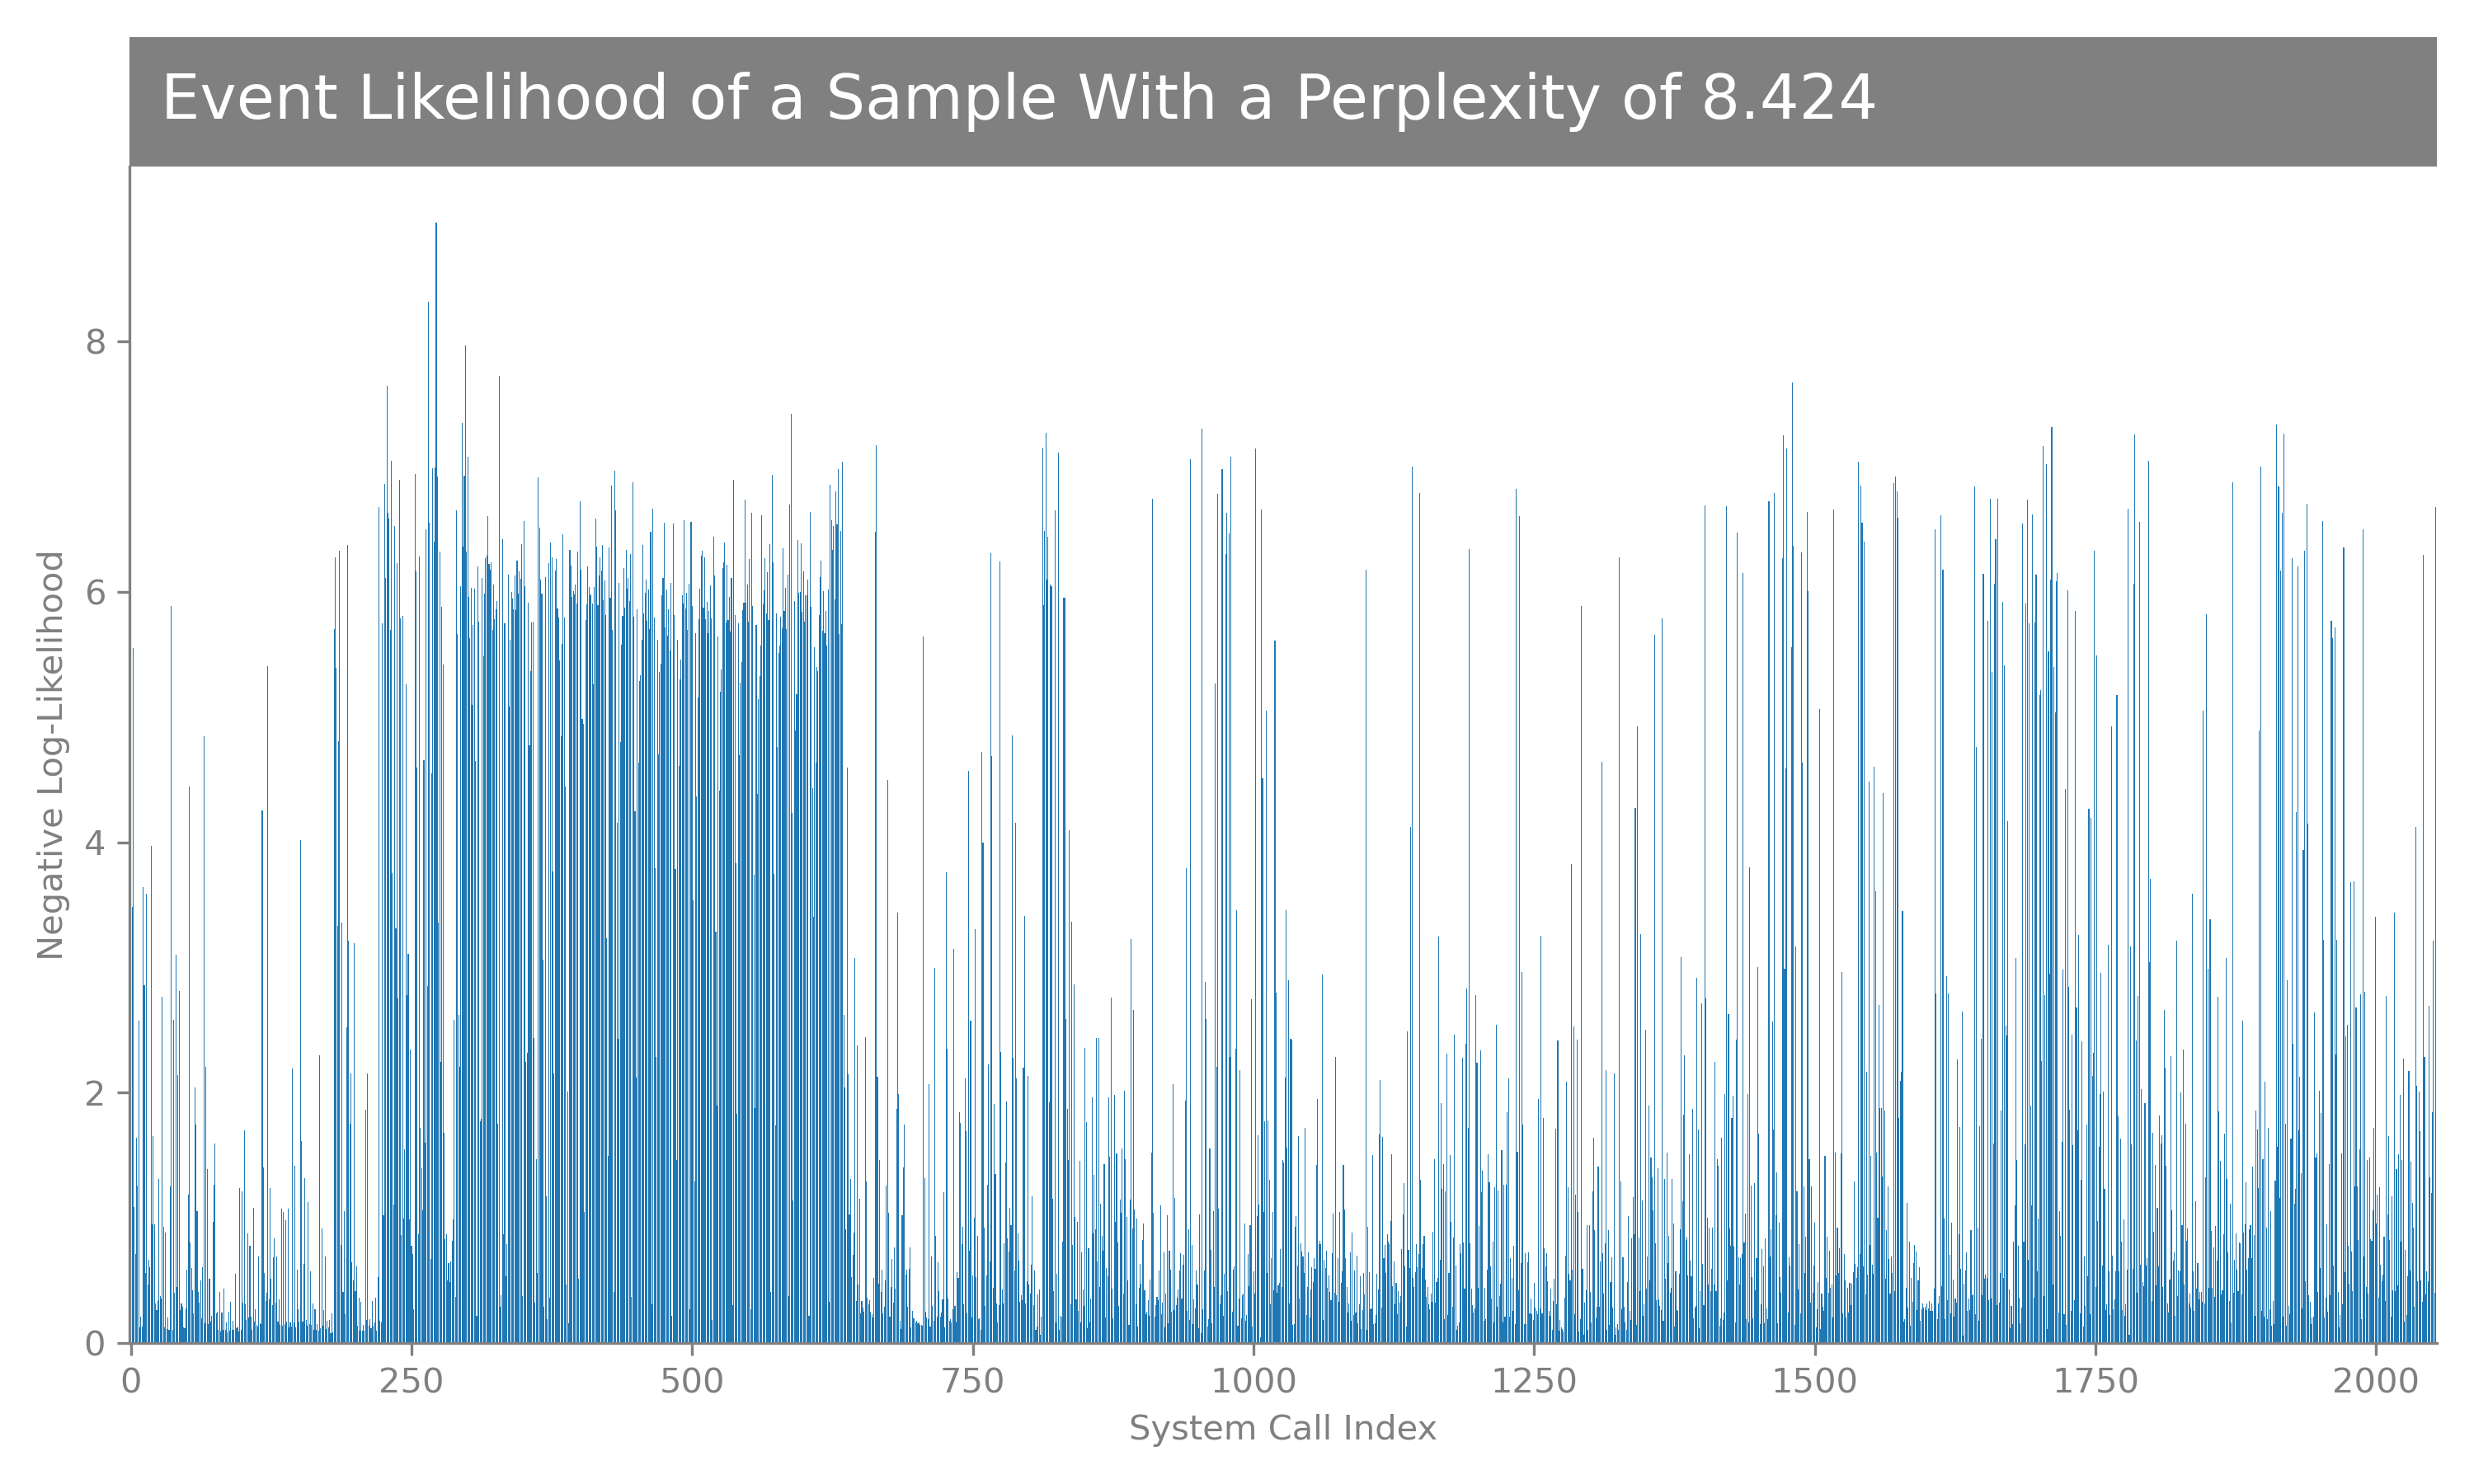 Event Likelihood of a Sample With a Perplexity of 8.424
Negative Log-Likelihood
8
6
4
2
0
0 250 500 750 1000 1250 1500 1750 2000
System Call Index